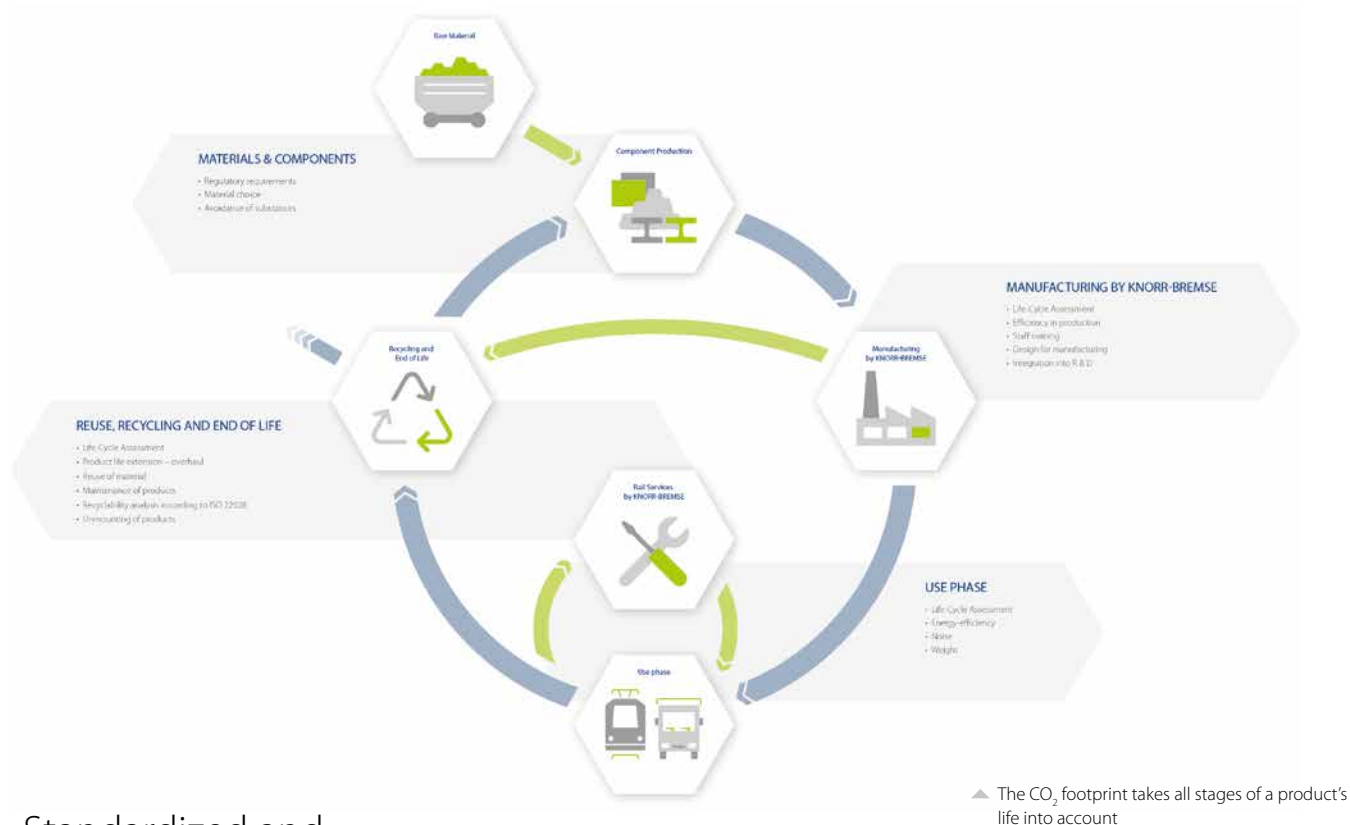 Raw Material
MATERIALS & COMPONENTS
• Regulatory requirements
• Material choice
• Avoidance of substances
Component Production
MANUFACTURING BY KNORR-BREMSE
• Life-Cycle Assessment
• Efficiency in production
• Staff training
• Design for manufacturing
• Integration into R & D
Recycling and
End of Life
Manufacturing
by KNORR-BREMSE
REUSE, RECYCLING AND END OF LIFE
• Life-Cycle Assessment
• Product life extension – overhaul
• Reuse of material
• Maintenance of products
• Recyclability analysis according to ISO
• Unmounting of products
Rail Services
by KNORR-BREMSE
USE PHASE
• Life-Cycle Assessment
• Energy-efficiency
• Noise
• Weight
Use phase
The CO₂ footprint takes all stages of a product’s
life into account
Standardized and